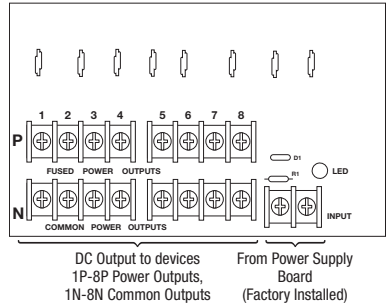 1 2 3 4 5 6 7 8
P
D1
FUSED POWER OUTPUTS
R1
LED
N
INPUT
COMMON POWER OUTPUTS
DC Output to devices
1P-8P Power Outputs,
1N-8N Common Outputs
From Power Supply
Board
(Factory Installed)